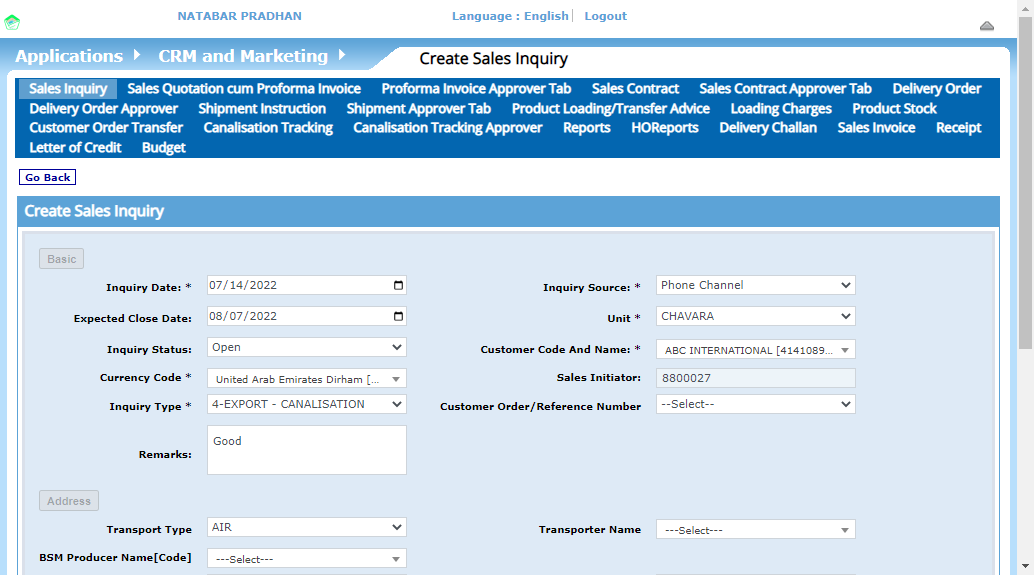 NATABAR PRADHAN Language : English Logout
Applications CRM and Marketing Create Sales Inquiry
Sales Inquiry Sales Quotation cum Proforma Invoice Proforma Invoice Approver Tab Sales Contract Sales Contract Approver Tab Delivery Order
Delivery Order Approver Shipment Instruction Shipment Approver Tab Product Loading/Transfer Advice Loading Charges Product Stock
Customer Order Transfer Canalisation Tracking Canalisation Tracking Approver Reports HOReports Delivery Challan Sales Invoice Receipt
Letter of Credit Budget
Go Back
Create Sales Inquiry
Basic
Inquiry Date: * 07/14/2022 Inquiry Source: * Phone Channel
Expected Close Date: 08/07/2022 Unit * CHAVARA
Inquiry Status: Open Customer Code And Name: * ABC INTERNATIONAL [4141089...
Currency Code * United Arab Emirates Dirham [... Sales Initiator: 8800027
Inquiry Type * 4-EXPORT - CANALISATION Customer Order/Reference Number --Select--
Remarks: Good
Address
Transport Type AIR Transporter Name ---Select---
BSM Producer Name[Code] ---Select---